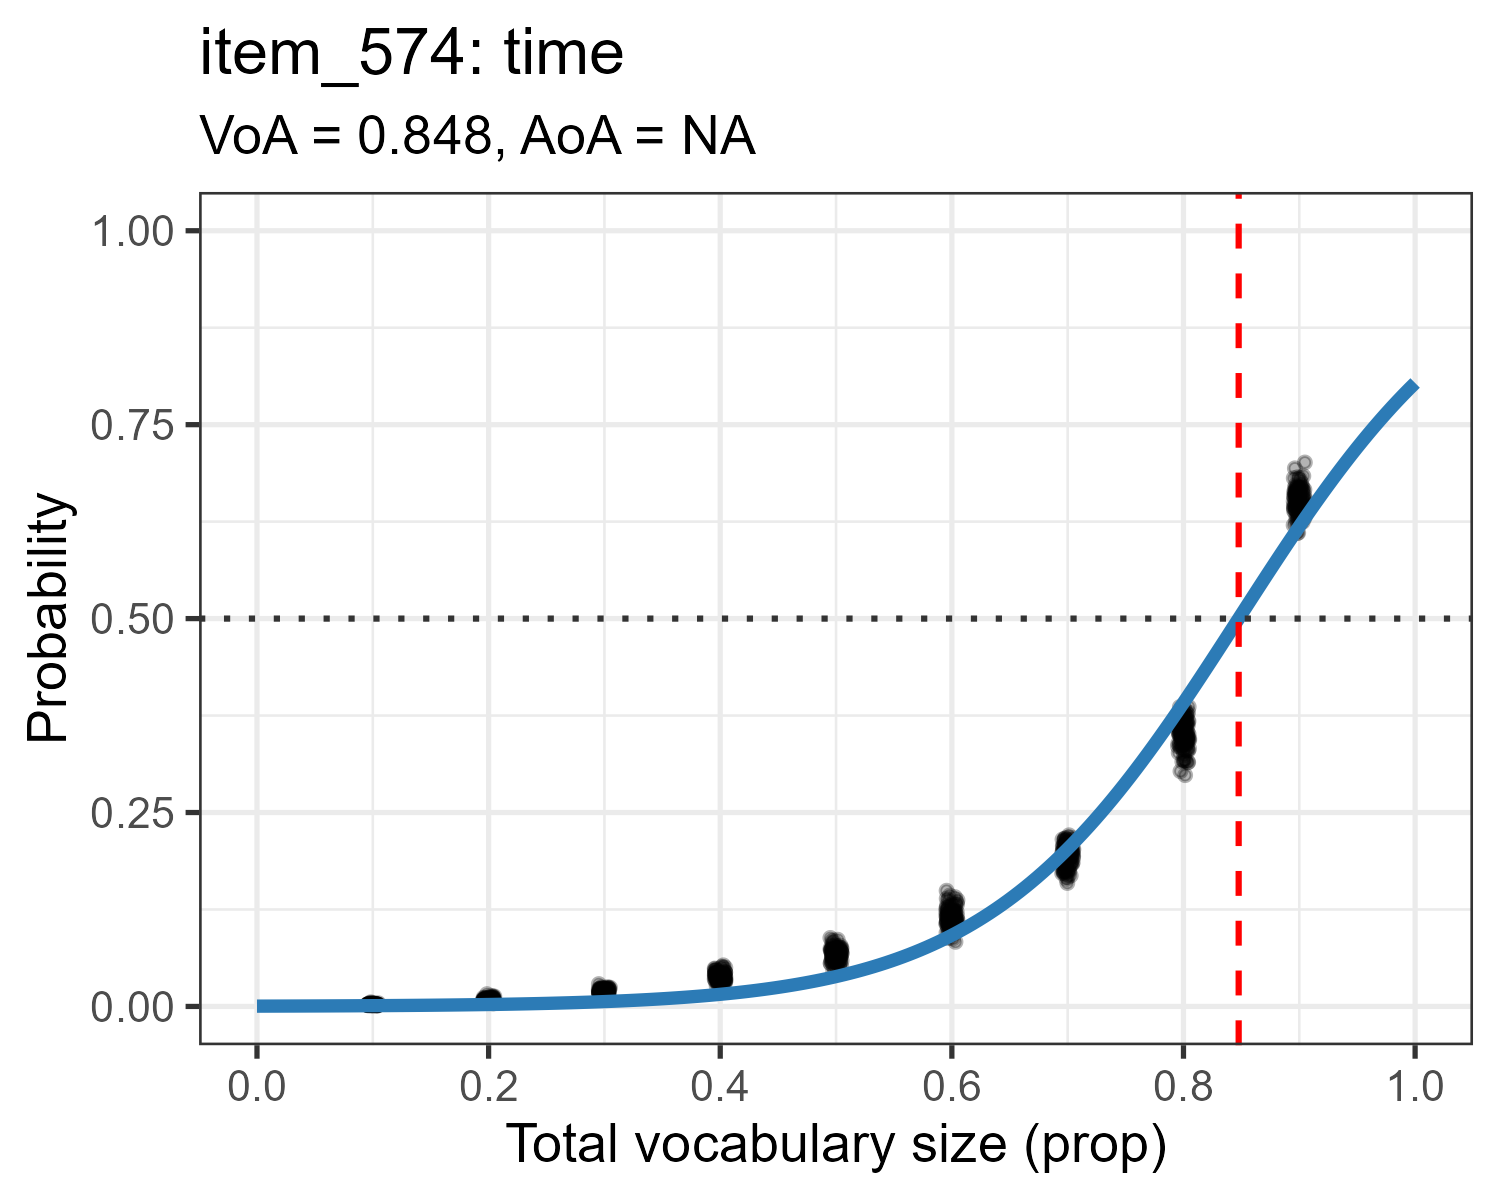 item_574: time
VoA = 0.848, AoA = NA
Probability
1.00
0.75
0.50
0.25
0.00
0.0 0.2 0.4 0.6 0.8 1.0
Total vocabulary size (prop)